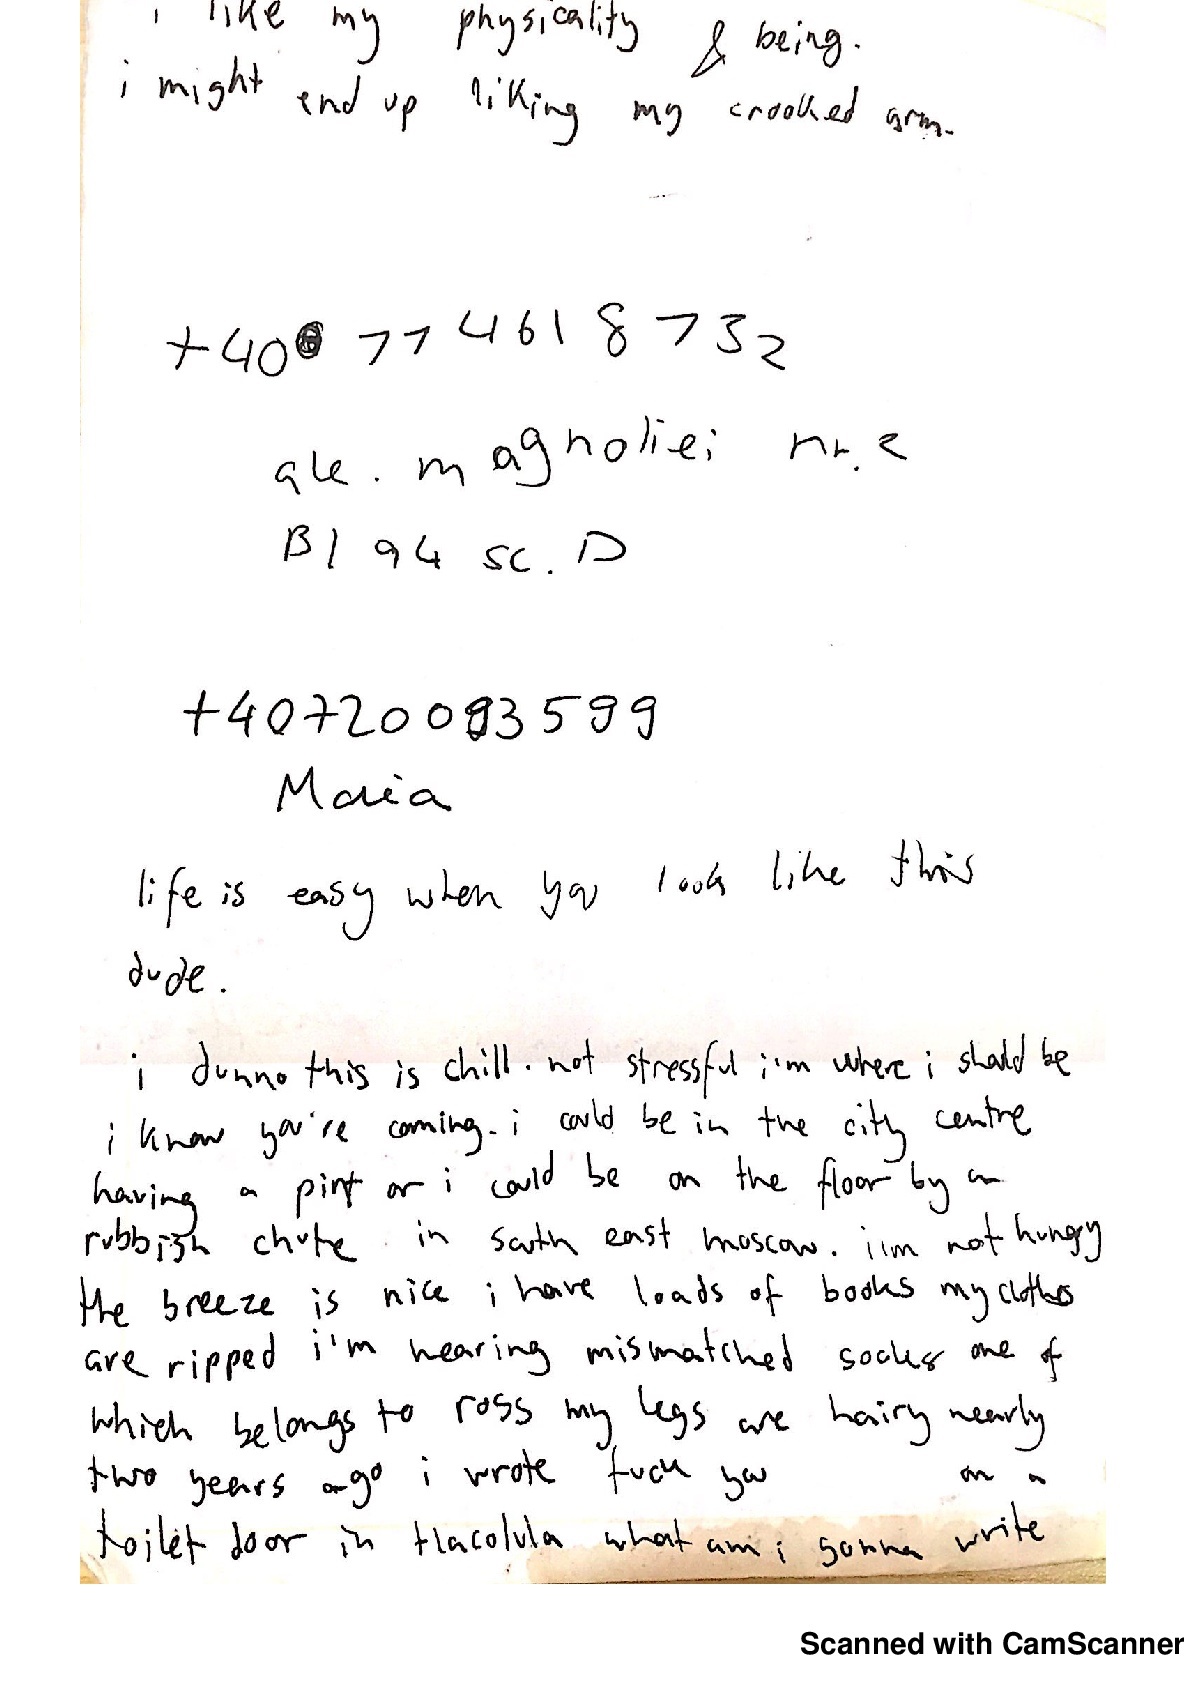 i like my physicality & being.
i might end up liking my crooked arm.
+40 77 4618 732
ale. magnoliei nr. 2
Bl 94 sc. D
+40720093599
Maria
life is easy when you look like this
dude.
i dunno this is chill. not stressful i'm where i should be
i know you're coming. i could be in the city centre
having a pint or i could be on the floor by a
rubbish chute in south east moscow. i'm not hungry
the breeze is nice i have loads of books my clothes
are ripped i'm wearing mismatched socks one of
which belongs to ross my legs are hairy nearly
two years ago i wrote fuck you on a
toilet door in tlacolula what am i gonna write
Scanned with CamScanner